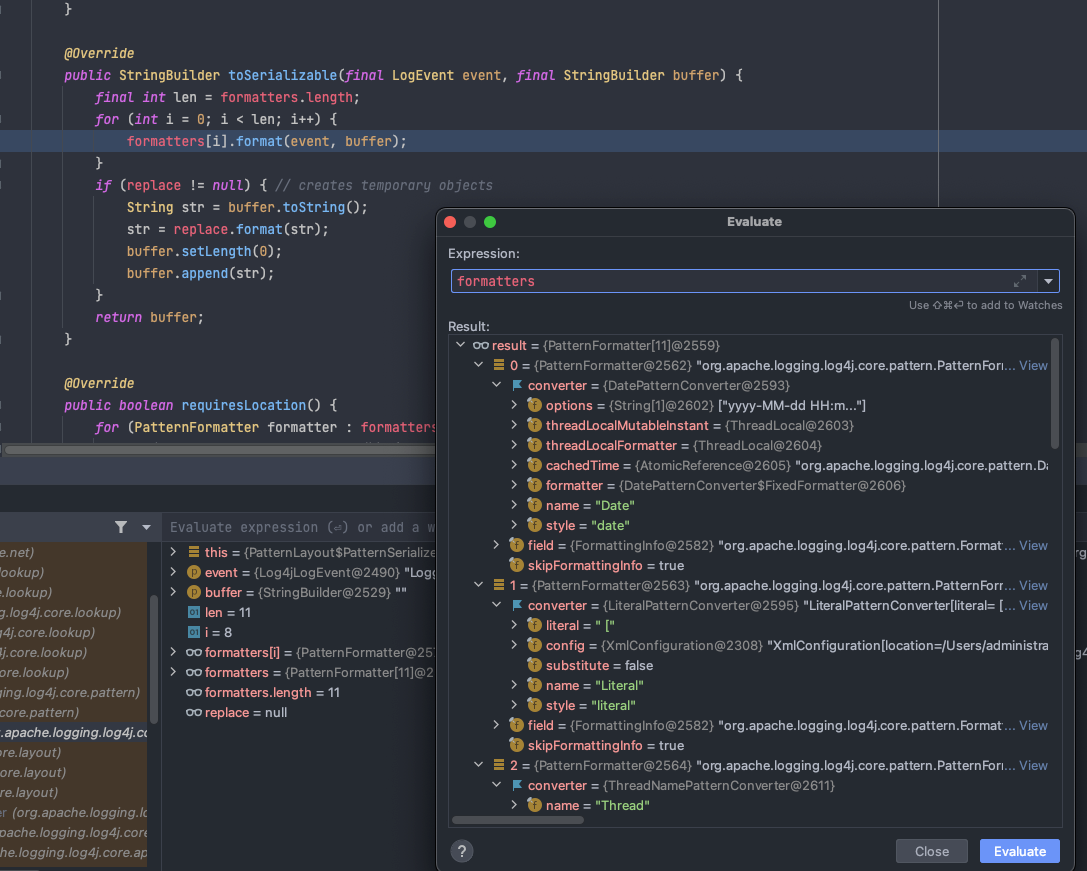 }
@Override
public StringBuilder toSerializable(final LogEvent event, final StringBuilder buffer) {
final int len = formatters.length;
for (int i = 0; i < len; i++) {
formatters[i].format(event, buffer);
}
if (replace != null) { // creates temporary objects
String str = buffer.toString();
str = replace.format(str);
buffer.setLength(0);
buffer.append(str);
}
return buffer;
}
@Override
public boolean requiresLocation() {
for (PatternFormatter formatter : formatters
Evaluate
Expression:
formatters
Use ⇧⌘⏎ to add to Watches
Result:
result = {PatternFormatter[11]@2559}
0 = {PatternFormatter@2562} "org.apache.logging.log4j.core.pattern.PatternFor... View
converter = {DatePatternConverter@2593}
options = {String[1]@2602} ["yyyy-MM-dd HH:m..."]
threadLocalMutableInstant = {ThreadLocal@2603}
threadLocalFormatter = {ThreadLocal@2604}
cachedTime = {AtomicReference@2605} "org.apache.logging.log4j.core.pattern.Da
formatter = {DatePatternConverter$FixedFormatter@2606}
name = "Date"
style = "date"
field = {FormattingInfo@2582} "org.apache.logging.log4j.core.pattern.Format... View
skipFormattingInfo = true
1 = {PatternFormatter@2563} "org.apache.logging.log4j.core.pattern.PatternFor... View
converter = {LiteralPatternConverter@2595} "LiteralPatternConverter[literal= [...
literal = " ["
config = {XmlConfiguration@2308} "XmlConfiguration[location=/Users/administra
substitute = false
name = "Literal"
style = "literal"
field = {FormattingInfo@2582} "org.apache.logging.log4j.core.pattern.Format... View
skipFormattingInfo = true
2 = {PatternFormatter@2564} "org.apache.logging.log4j.core.pattern.PatternFor... View
converter = {ThreadNamePatternConverter@2611}
name = "Thread"
?
Close
Evaluate
Evaluate expression (⏎) or add a w
this = {PatternLayout$PatternSerialize
event = {Log4jLogEvent@2490} "Logg
buffer = {StringBuilder@2529} ""
len = 11
i = 8
formatters[i] = {PatternFormatter@257
formatters = {PatternFormatter[11]@2
formatters.length = 11
replace = null
e.net)
ookup)
e.lookup)
g.log4j.core.lookup)
4j.core.lookup)
j.core.lookup)
ore.lookup)
ging.log4j.core.pattern)
core.pattern)
.apache.logging.log4j.co
ore.layout)
ore.layout)
ore.layout)
er (org.apache.logging.lo
pache.logging.log4j.core
he.logging.log4j.core.ap